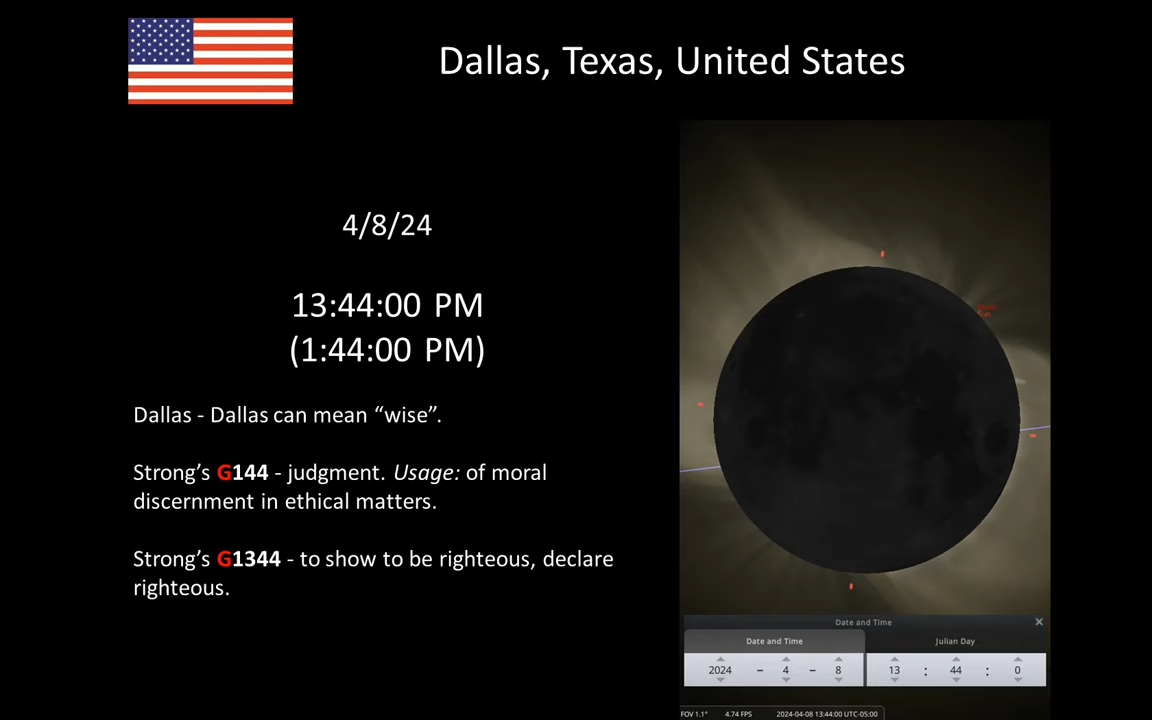 Dallas, Texas, United States
4/8/24
13:44:00 PM
(1:44:00 PM)
Dallas - Dallas can mean “wise”.
Strong’s G144 - judgment. Usage: of moral
discernment in ethical matters.
Strong’s G1344 - to show to be righteous, declare
righteous.
Sun
Date and Time
Date and Time
Julian Day
2024 – 4 – 8 13 : 44 : 0
FOV 1.1° 4.74 FPS 2024-04-08 13:44:00 UTC-05:00